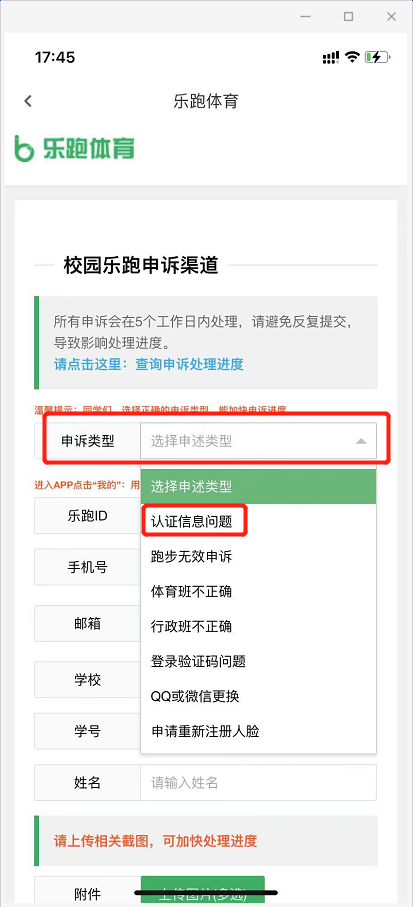 17:45
乐跑体育
乐跑体育
校园乐跑申诉渠道
所有申诉会在5个工作日内处理，请避免反复提交，
导致影响处理进度。
请点击这里：查询申诉处理进度
温馨提示：同学们，选择正确的申诉类型，能加快申诉进度
申诉类型
选择申述类型
选择申述类型
进入APP点击“我的”：用
乐跑ID
认证信息问题
跑步无效申诉
手机号
体育班不正确
邮箱
行政班不正确
登录验证码问题
学校
QQ或微信更换
学号
申请重新注册人脸
姓名
请输入姓名
请上传相关截图，可加快处理进度
附件
上传图片(多选)